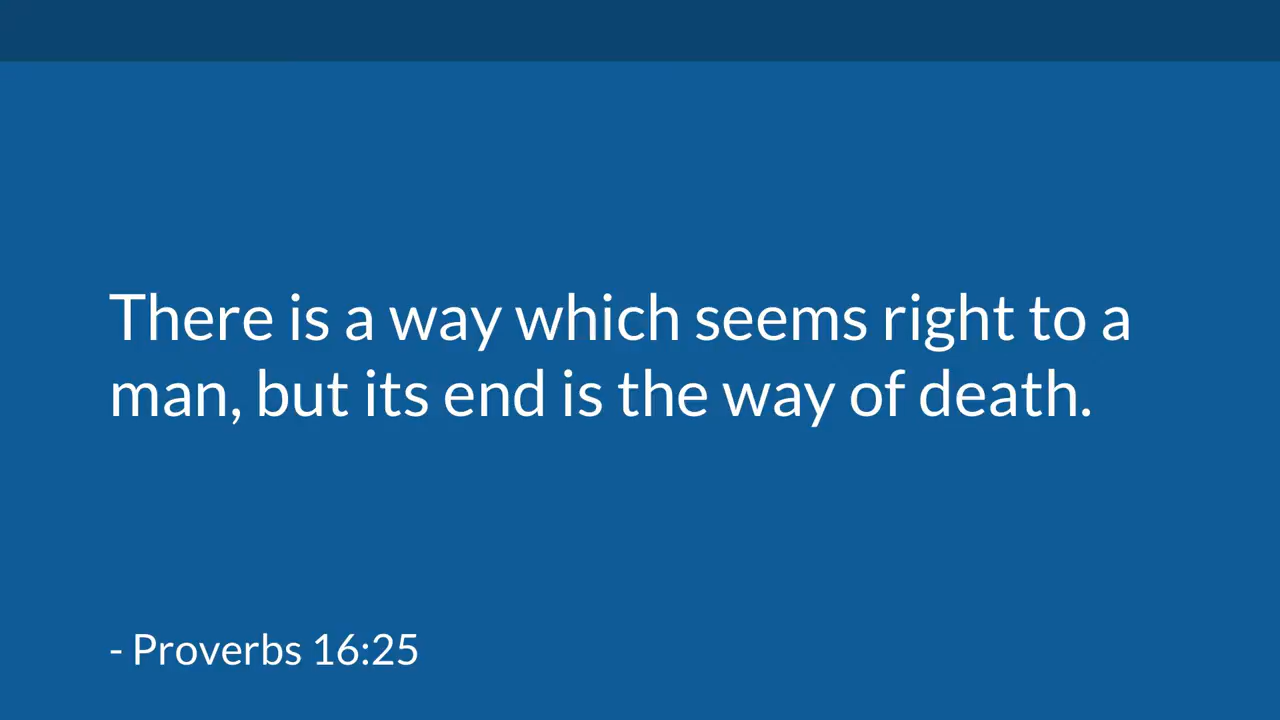 There is a way which seems right to a
man, but its end is the way of death.
- Proverbs 16:25